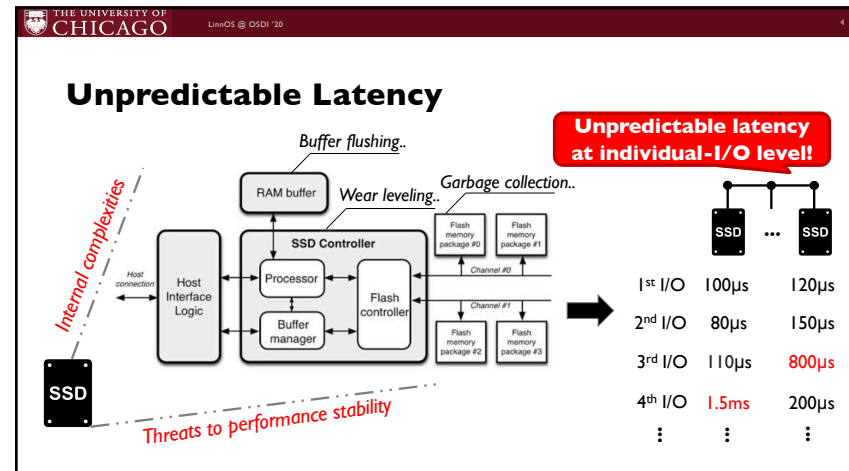 THE UNIVERSITY OF
CHICAGO
LinnOS @ OSDI '20
4
Unpredictable Latency
Unpredictable latency
at individual-I/O level!
Buffer flushing..
Wear leveling..
Garbage collection..
Internal complexities
RAM buffer
SSD Controller
Host
connection
Host
Interface
Logic
Processor
Buffer
manager
Flash
controller
Flash
memory
package #0
Flash
memory
package #1
Channel #0
Channel #1
Flash
memory
package #2
Flash
memory
package #3
SSD
Threats to performance stability
SSD ... SSD
1st I/O 100µs 120µs
2nd I/O 80µs 150µs
3rd I/O 110µs 800µs
4th I/O 1.5ms 200µs
⋮ ⋮ ⋮